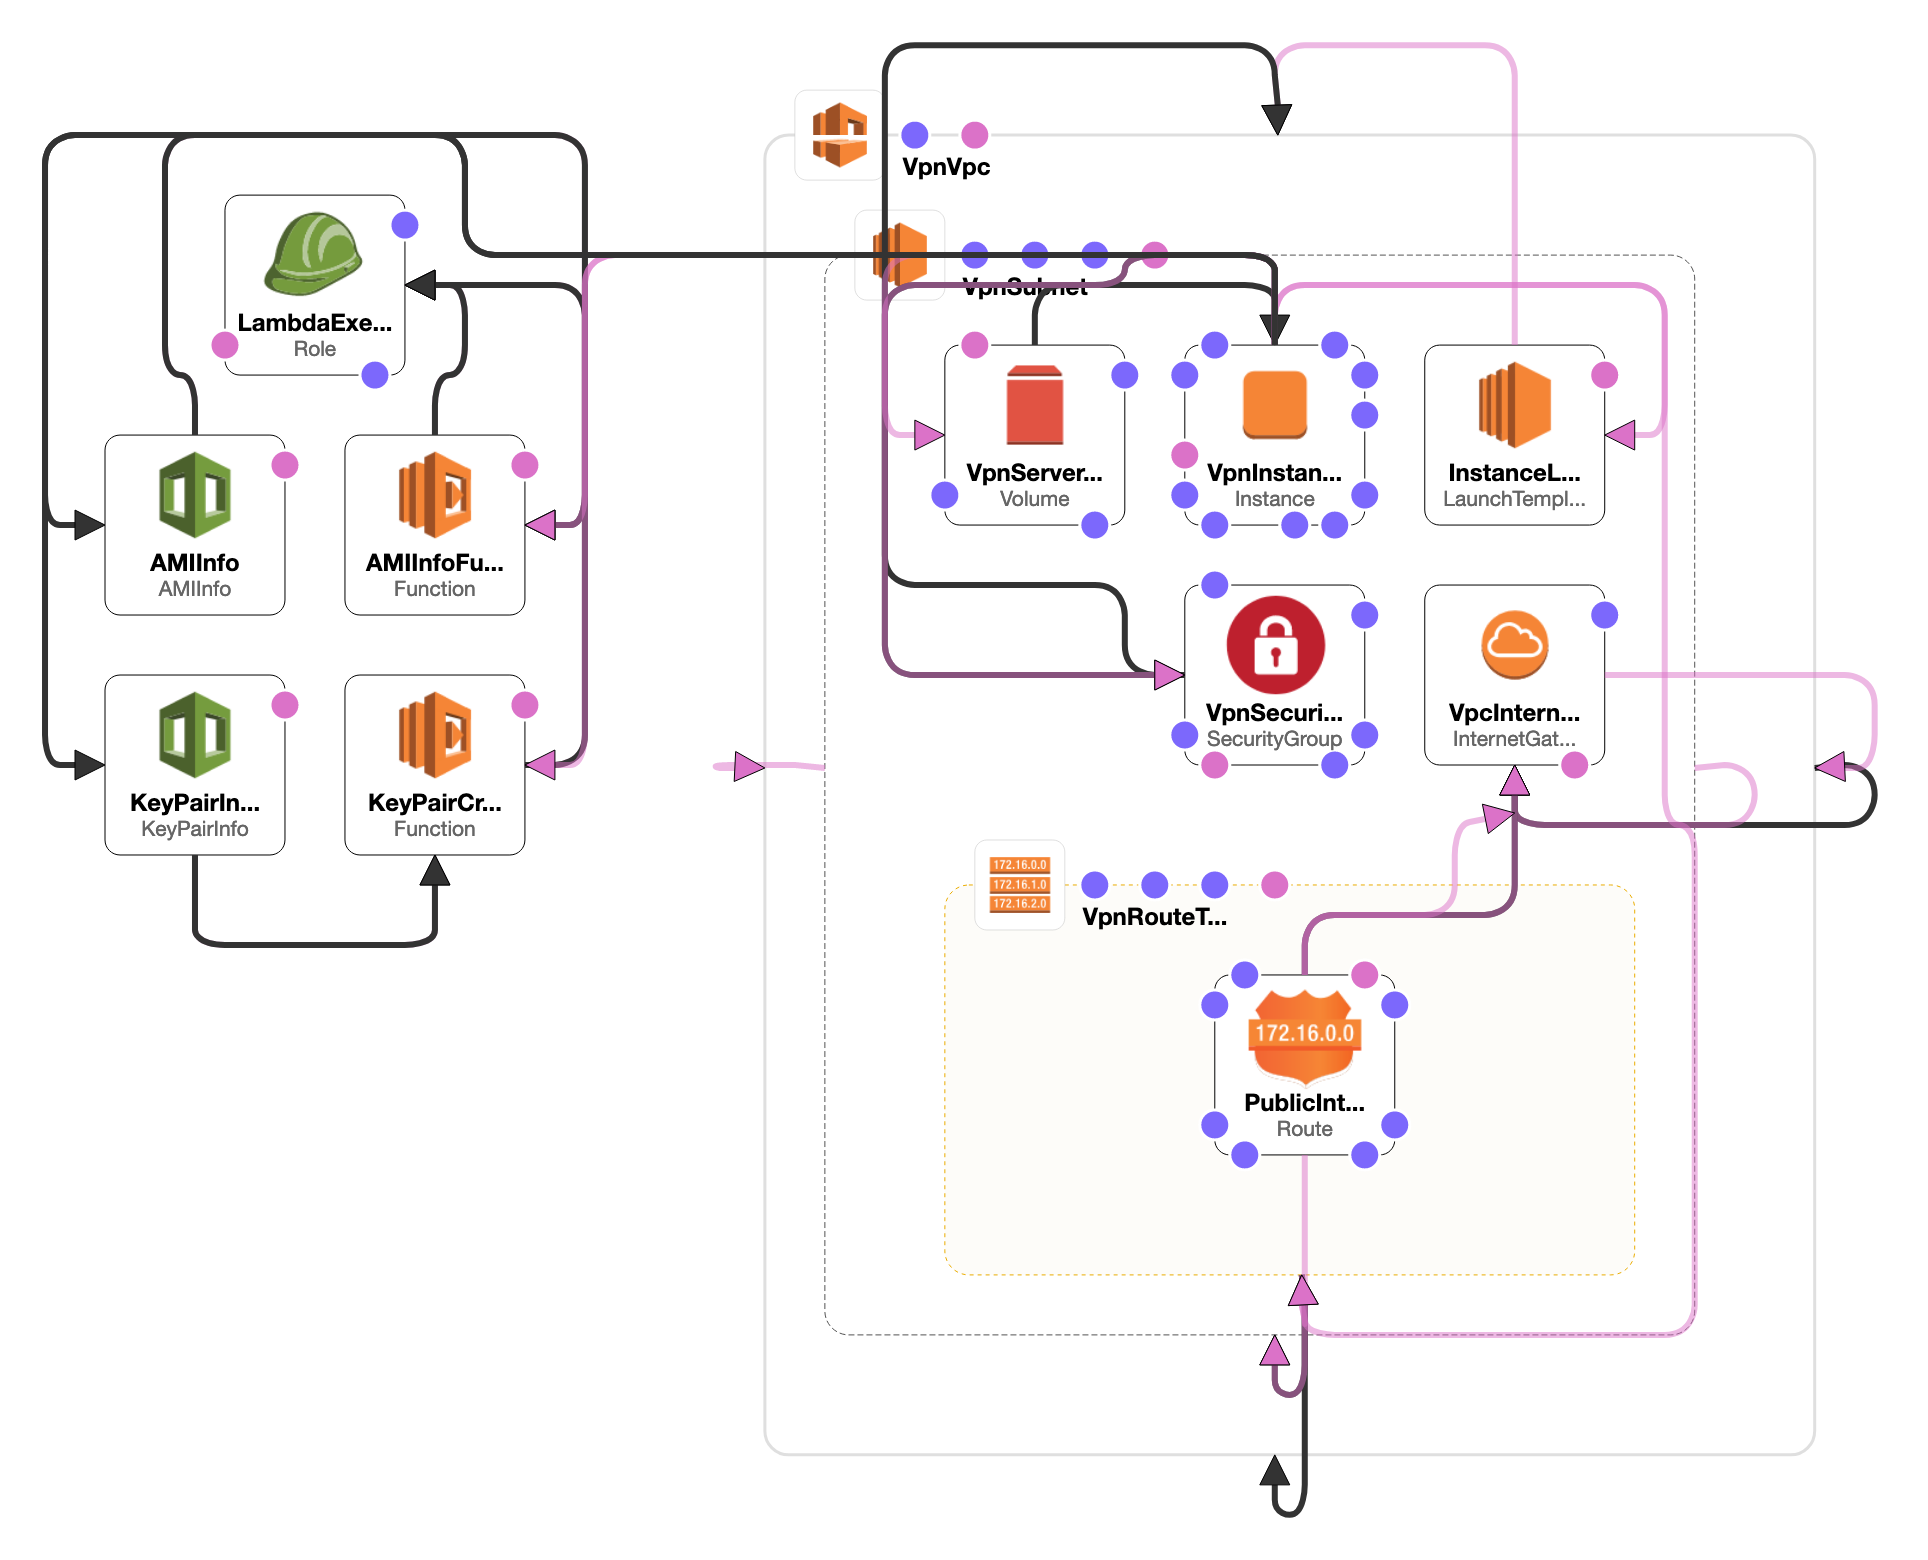 VpnVpc
VpnSubnet
LambdaExe...
Role
VpnServer...
Volume
VpnInstan...
Instance
InstanceL...
LaunchTempl...
AMIInfo
AMIInfo
AMIInfoFu...
Function
VpnSecuri...
SecurityGroup
VpcIntern...
InternetGat...
KeyPairIn...
KeyPairInfo
KeyPairCr...
Function
172.16.0.0
172.16.1.0
172.16.2.0
VpnRouteT...
172.16.0.0
PublicInt...
Route